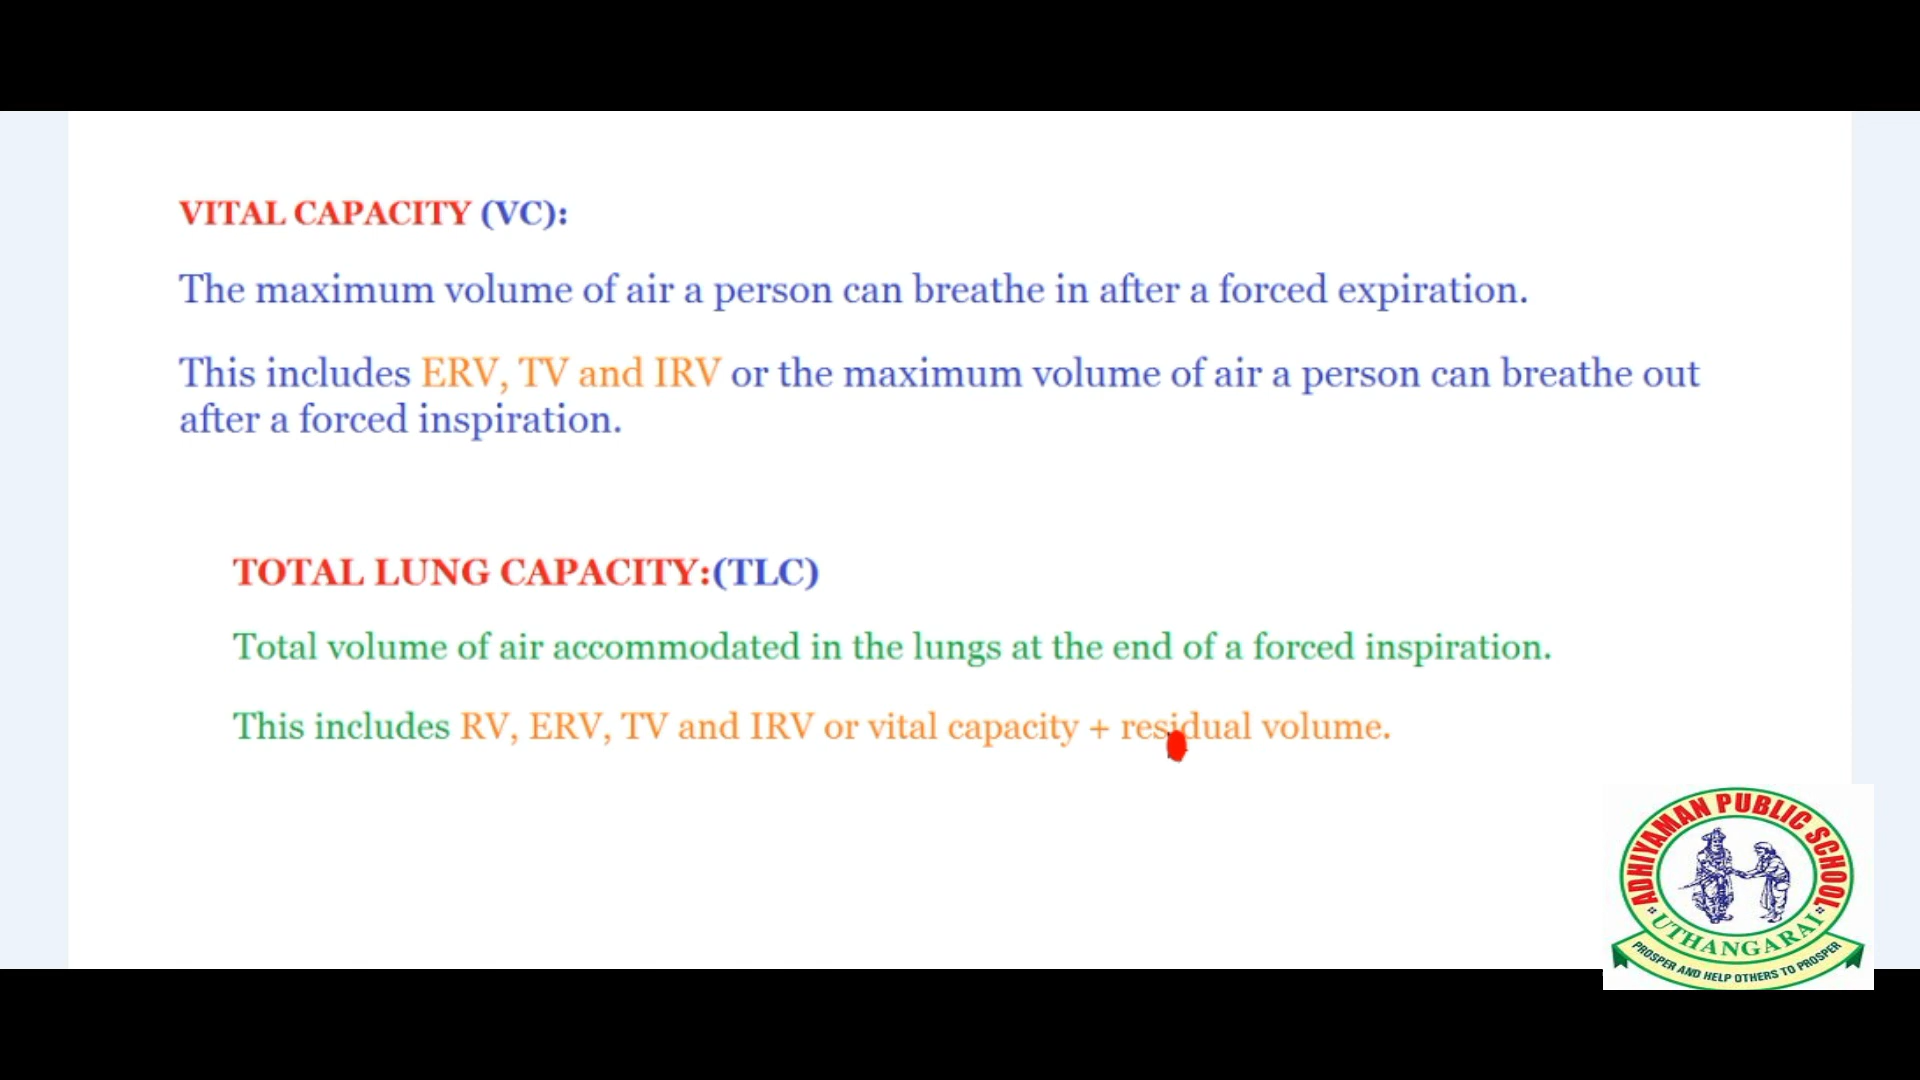 VITAL CAPACITY (VC):
The maximum volume of air a person can breathe in after a forced expiration.
This includes ERV, TV and IRV or the maximum volume of air a person can breathe out
after a forced inspiration.
TOTAL LUNG CAPACITY:(TLC)
Total volume of air accommodated in the lungs at the end of a forced inspiration.
This includes RV, ERV, TV and IRV or vital capacity + residual volume.
ADHIYAMAN PUBLIC SCHOOL
UTHANGARAI
PROSPER AND HELP OTHERS TO PROSPER